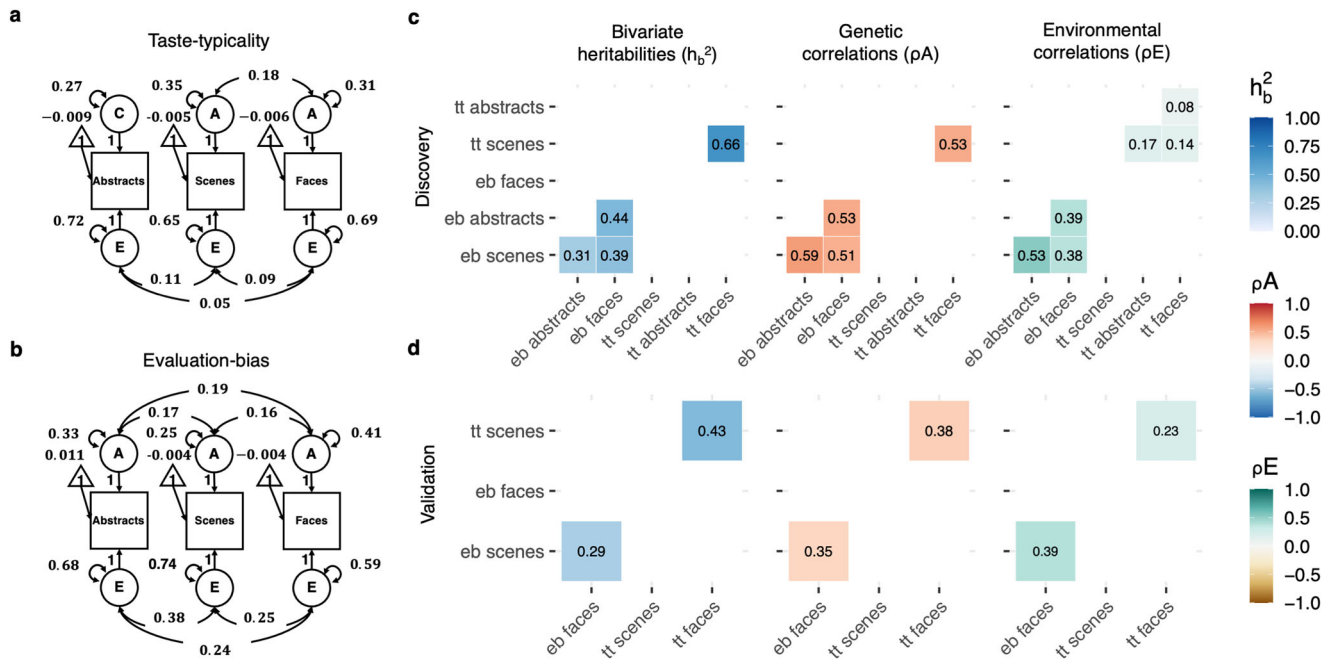 a
Taste-typicality
0.18
0.27 0.35 0.31
−0.009 -0.005 −0.006
C A A
1 1 1 1 1 1
Abstracts Scenes Faces
0.72 1 0.65 1 1 0.69
E E E
0.11 0.09
0.05
b
Evaluation-bias
0.19
0.17 0.16
0.33 0.25 0.41
0.011 -0.004 −0.004
A A A
1 1 1 1 1 1
Abstracts Scenes Faces
0.68 1 0.74 1 1 0.59
E E E
0.38 0.25
0.24
c
Bivariate
heritabilities (h_b²)
Genetic
correlations (ρA)
Environmental
correlations (ρE)
Discovery
tt abstracts 0.08
tt scenes 0.66 0.53 0.17 0.14
eb faces
eb abstracts 0.44 0.53 0.39
eb scenes 0.31 0.39 0.59 0.51 0.53 0.38
eb abstracts eb faces tt scenes tt abstracts tt faces eb abstracts eb faces tt scenes tt abstracts tt faces eb abstracts eb faces tt scenes tt abstracts tt faces
d
Validation
tt scenes 0.43 0.38 0.23
eb faces
eb scenes 0.29 0.35 0.39
eb faces tt scenes tt faces eb faces tt scenes tt faces eb faces tt scenes tt faces
h_b²
1.00
0.75
0.50
0.25
0.00
ρA
1.0
0.5
0.0
−0.5
−1.0
ρE
1.0
0.5
0.0
−0.5
−1.0